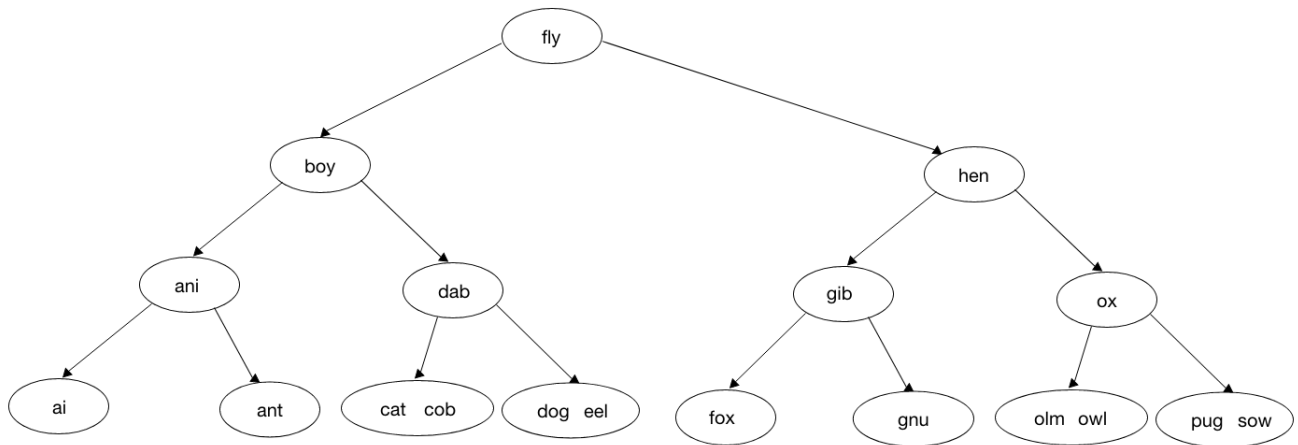 fly
boy
hen
ani
dab
gib
ox
ai
ant
cat cob
dog eel
fox
gnu
olm owl
pug sow